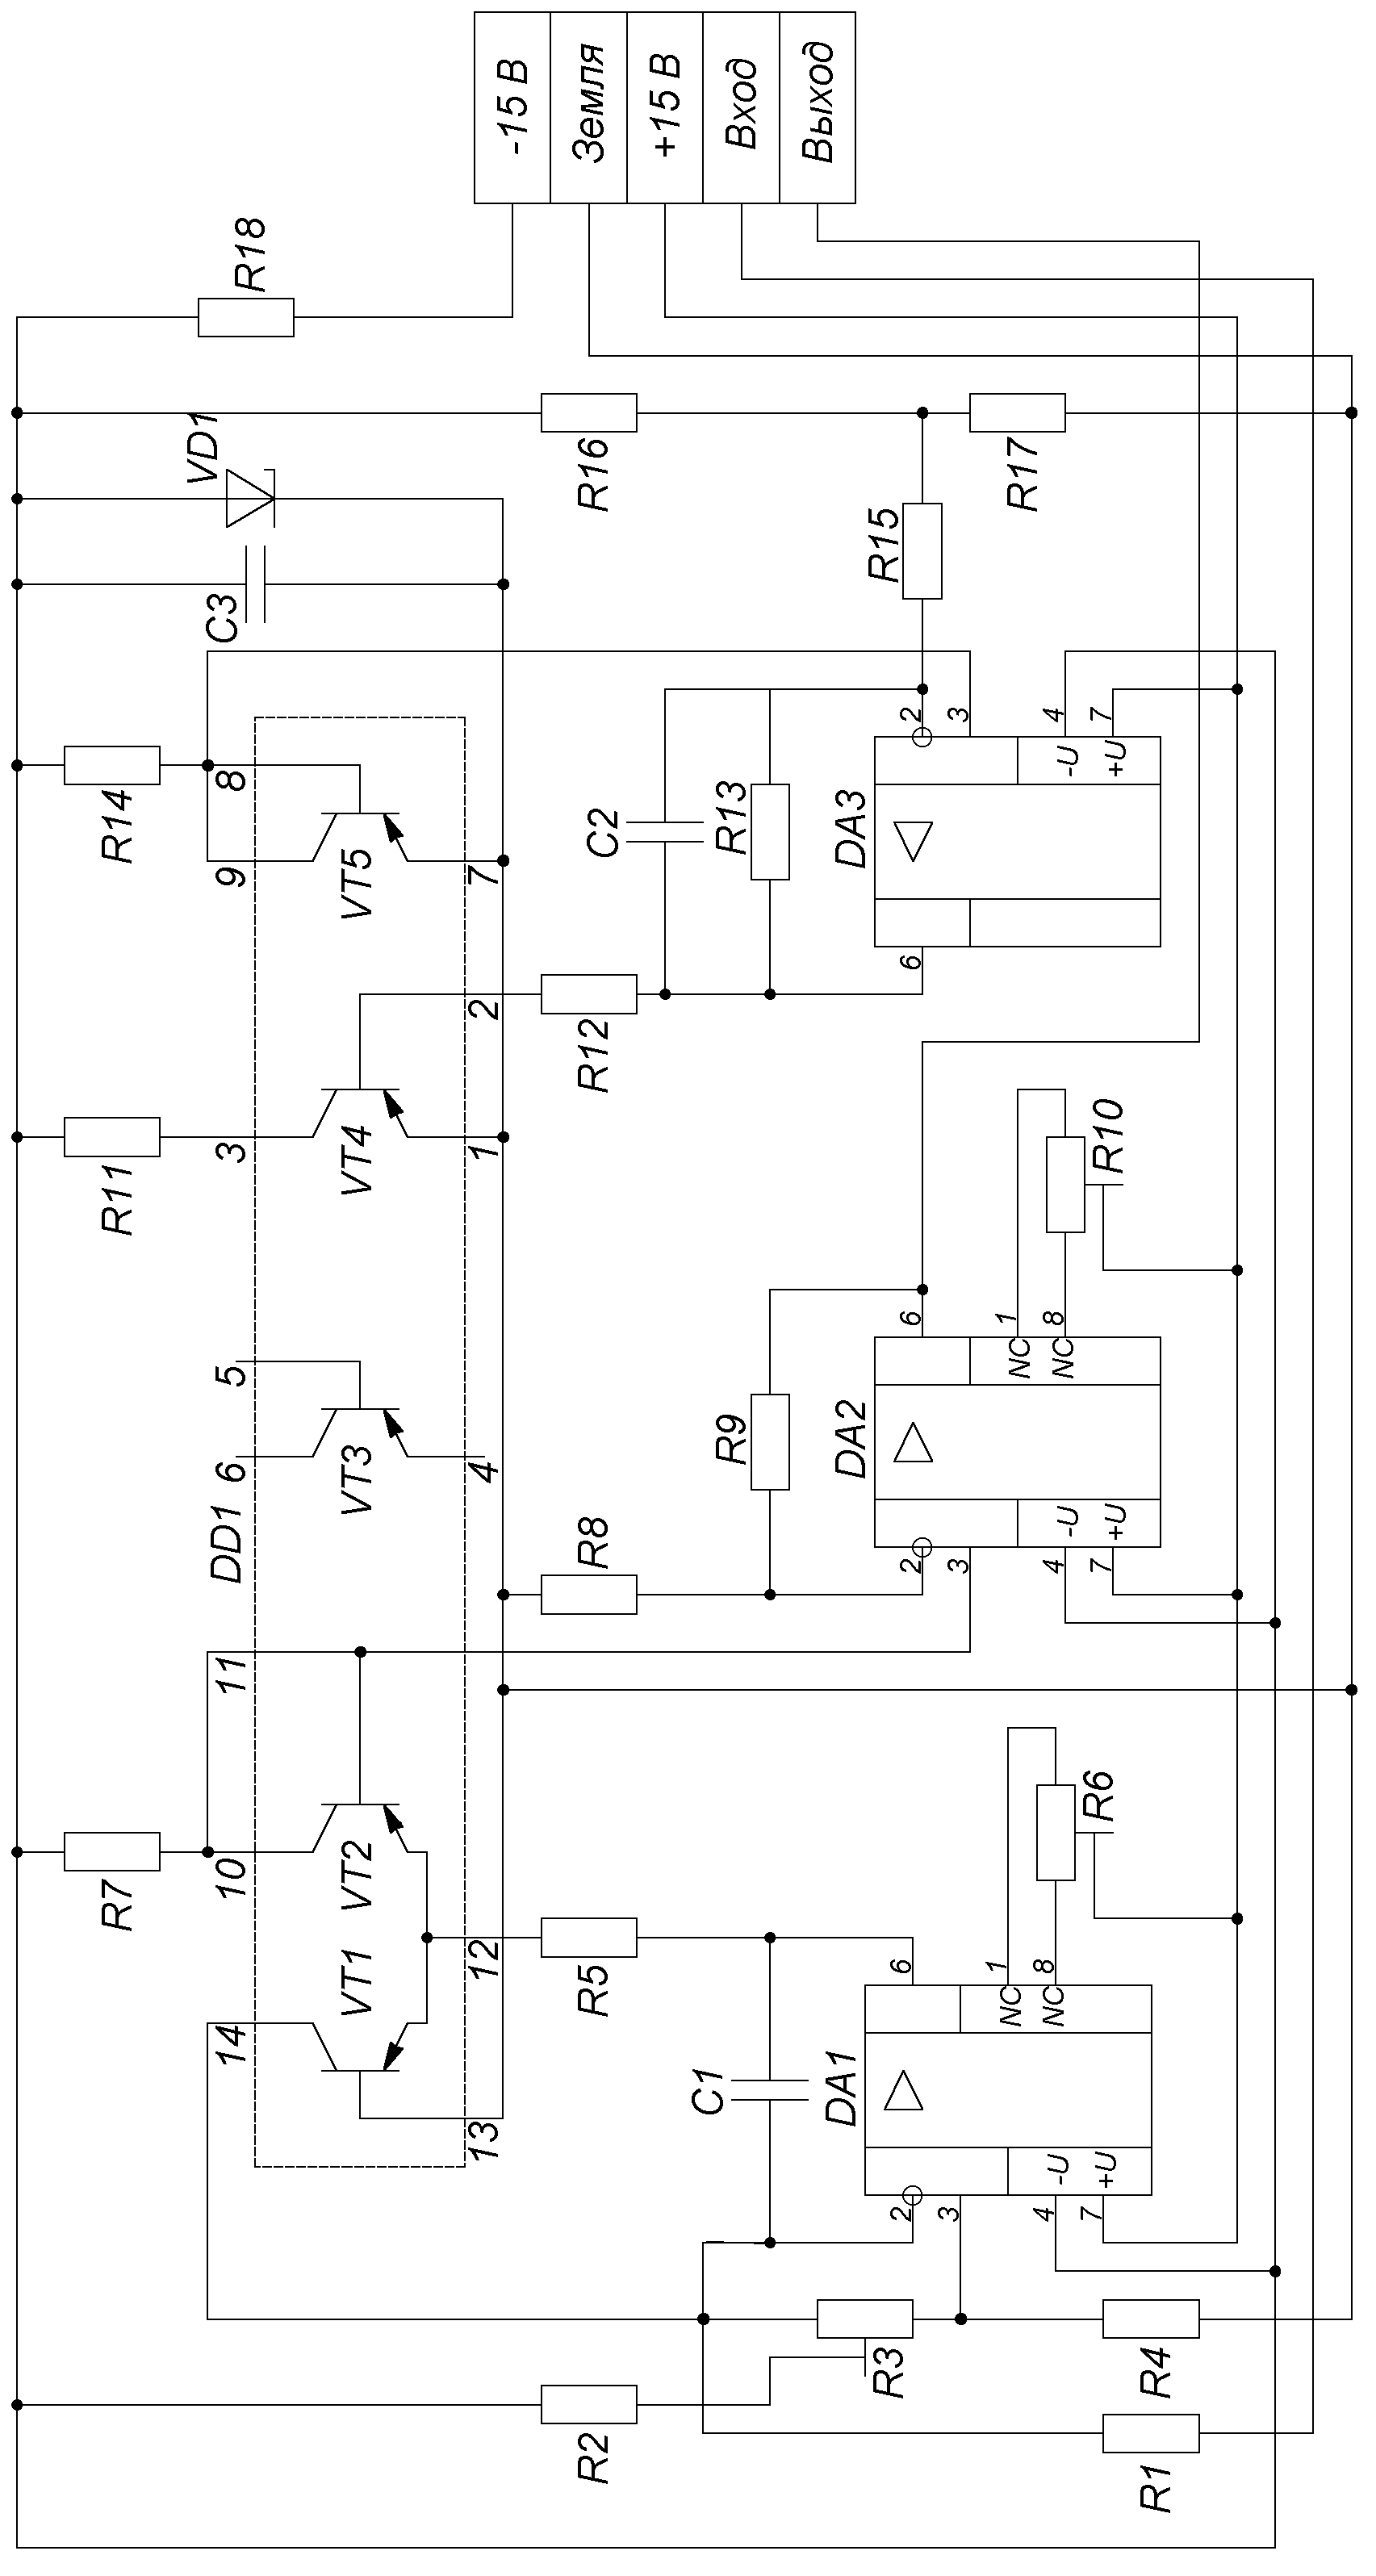 -15 В
Земля
+15 В
Вход
Выход
R18
VD1
R16
R17
C3
R15
R14
8
9
VT5
7
C2
R13
DA3
2
3
4
7
-U
+U
6
R11
3
VT4
1
2
R12
R10
5
6
VT3
4
DD1
R9
R8
DA2
6
1
8
NC
NC
2
3
4
7
-U
+U
11
R7
10
VT2
VT1
12
14
13
R5
C1
R6
DA1
6
1
8
NC
NC
2
3
4
7
-U
+U
R2
R3
R4
R1